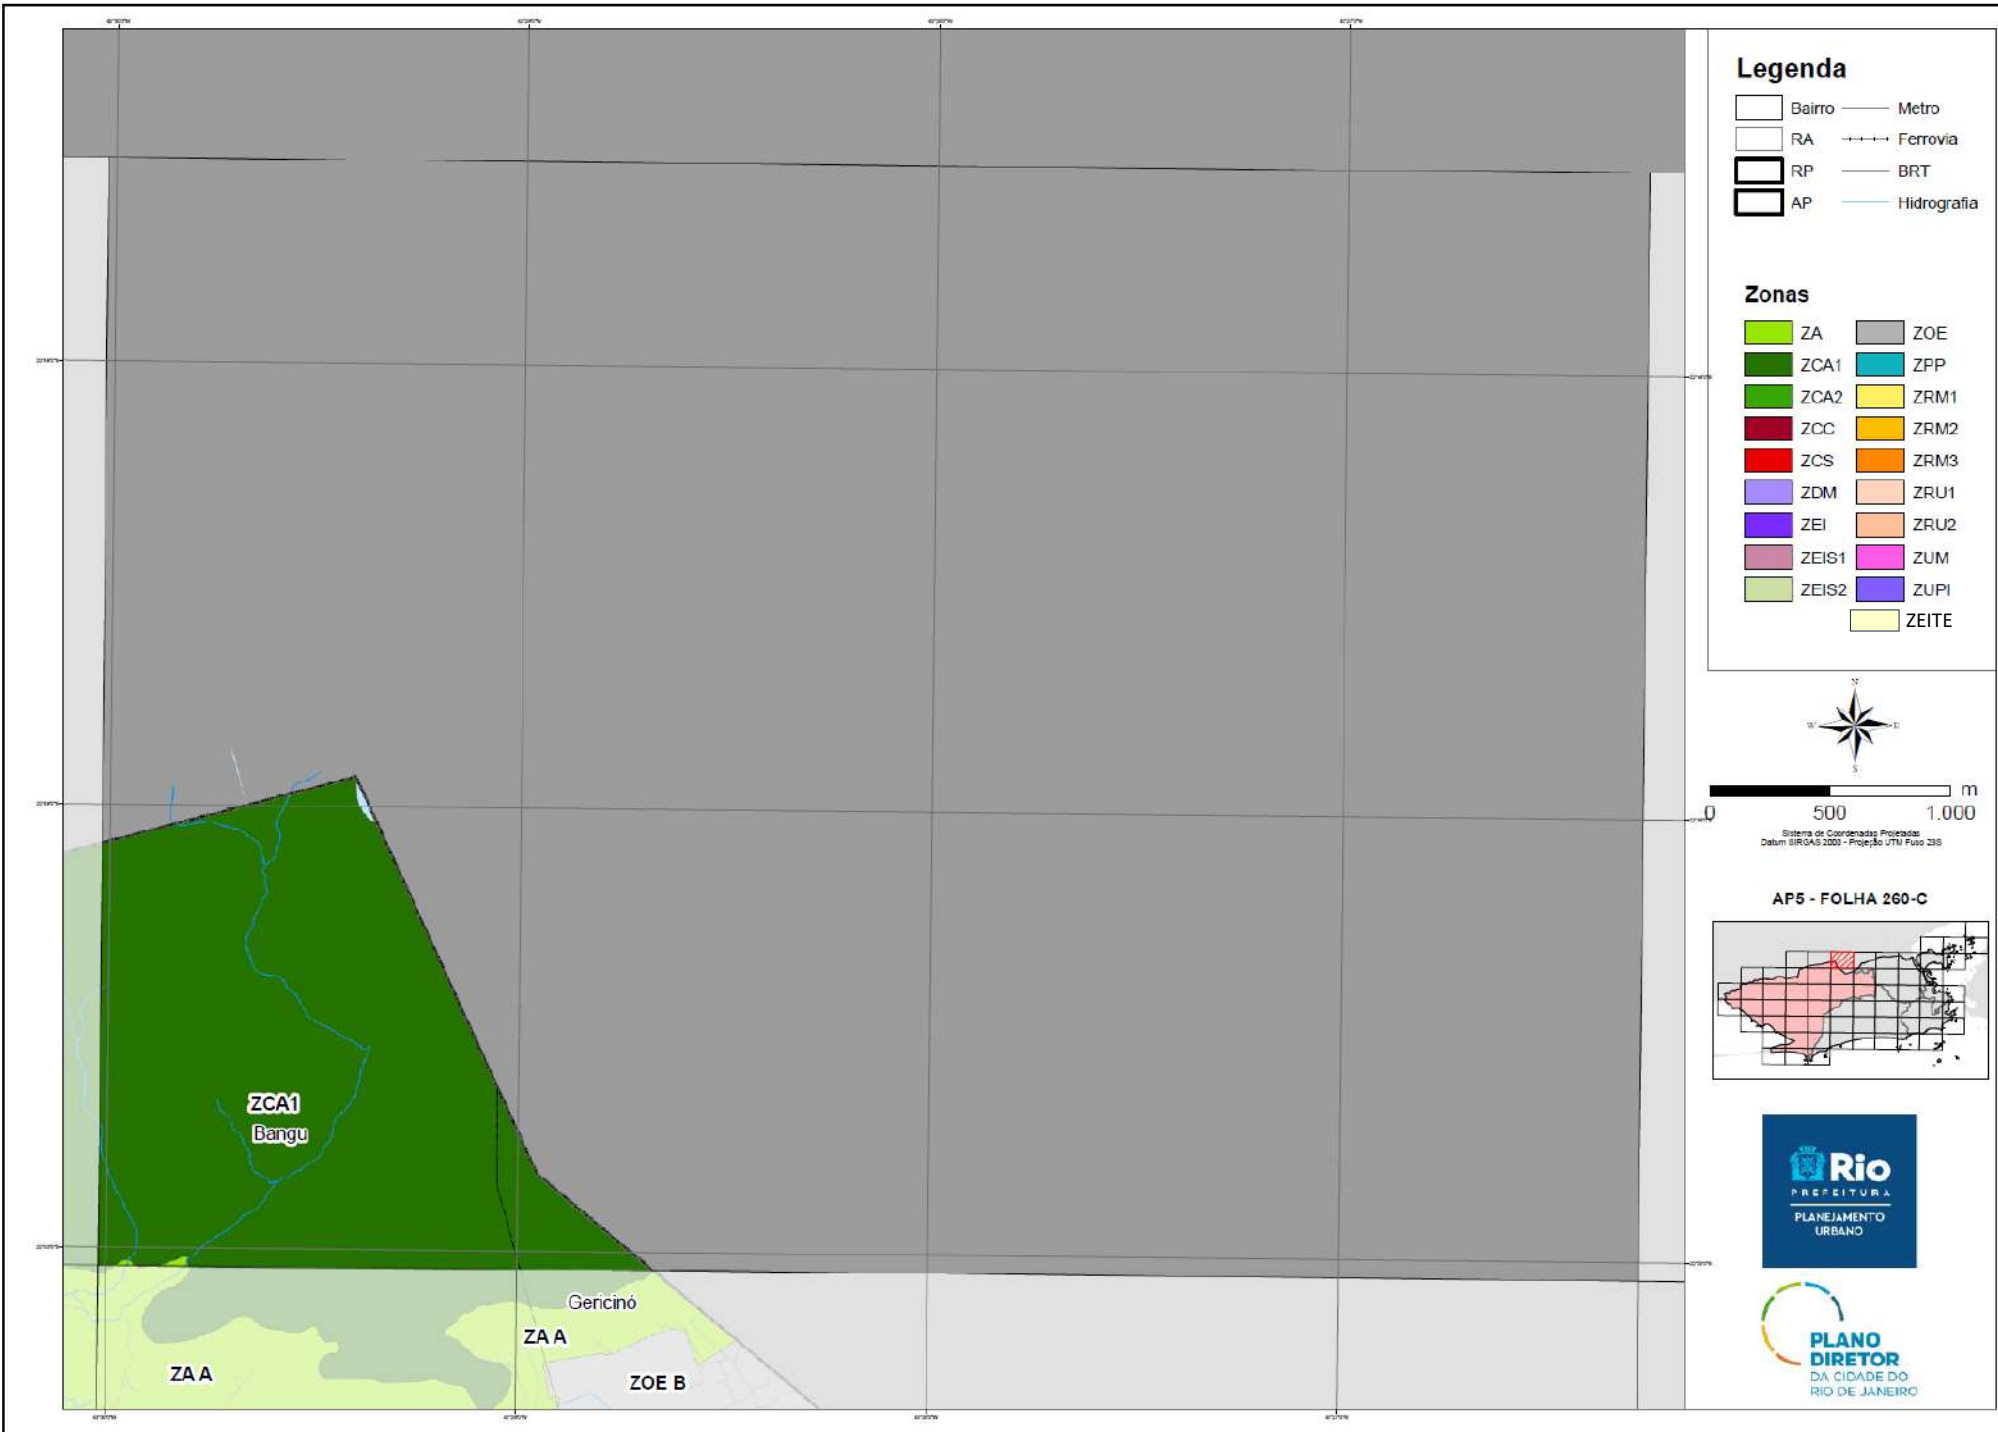 Legenda
Bairro
Metro
RA
Ferrovia
RP
BRT
AP
Hidrografia
Zonas
ZA
ZOE
ZCA1
ZPP
ZCA2
ZRM1
ZCC
ZRM2
ZCS
ZRM3
ZDM
ZRU1
ZEI
ZRU2
ZEIS1
ZUM
ZEIS2
ZUPI
ZEITE
N
W
E
S
m
0
500
1.000
Sistema de Coordenadas Projetadas
Datum SIRGAS 2000 - Projeção UTM Fuso 23S
AP5 - FOLHA 260-C
ZCA1
Bangu
Gericinó
ZA A
ZA A
ZOE B
Rio
PREFEITURA
PLANEJAMENTO
URBANO
PLANO
DIRETOR
DA CIDADE DO
RIO DE JANEIRO